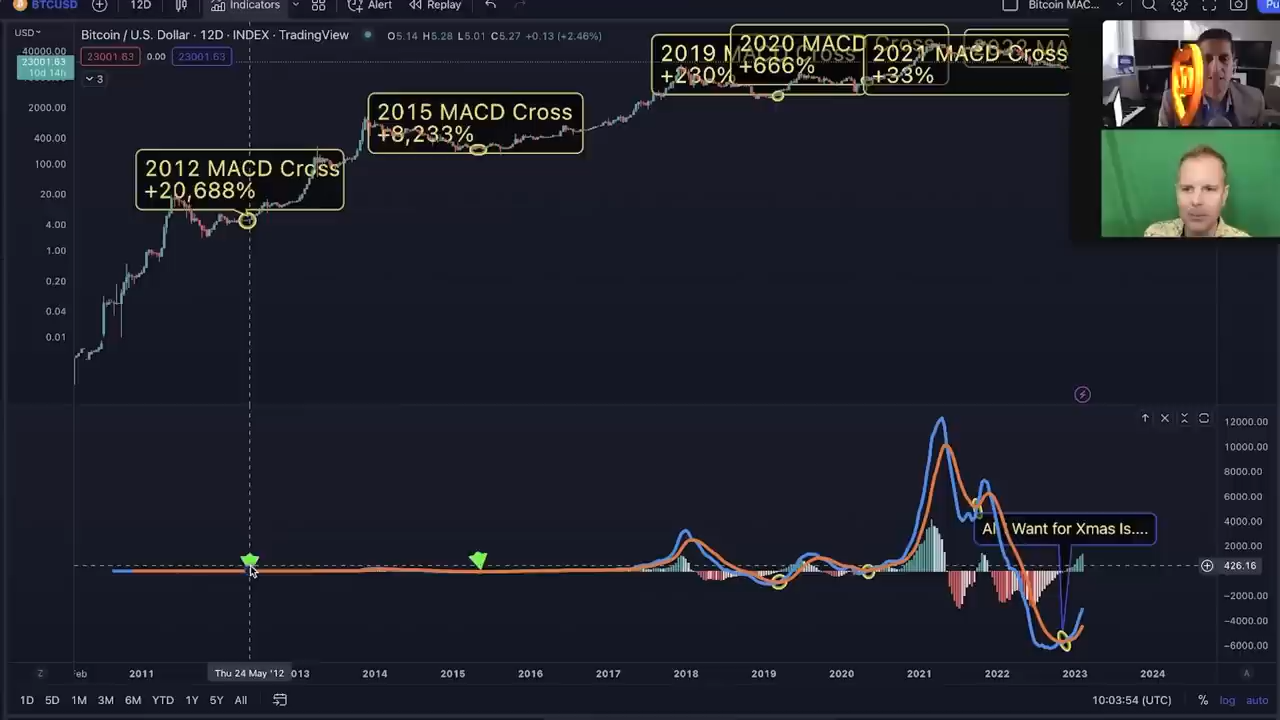 BTCUSD
12D
Indicators
Alert
Replay
Bitcoin MAC...
Pu
USD
Bitcoin / U.S. Dollar · 12D · INDEX · TradingView
O5.14 H5.28 L5.01 C5.27 +0.13 (+2.46%)
40000.00
23001.63
10d 14h
23001.63
0.00
23001.63
3
2000.00
400.00
100.00
20.00
4.00
1.00
0.20
0.04
0.01
2012 MACD Cross
+20,688%
2015 MACD Cross
+8,233%
2019 MACD Cross
+230%
2020 MACD Cross
+666%
2021 MACD Cross
+33%
2022 MA
12000.00
10000.00
8000.00
6000.00
4000.00
2000.00
426.16
−2000.00
−4000.00
−6000.00
All I Want for Xmas Is....
Z
Feb
2011
Thu 24 May '12
013
2014
2015
2016
2017
2018
2019
2020
2021
2022
2023
2024
A
1D
5D
1M
3M
6M
YTD
1Y
5Y
All
10:03:54 (UTC)
%
log
auto